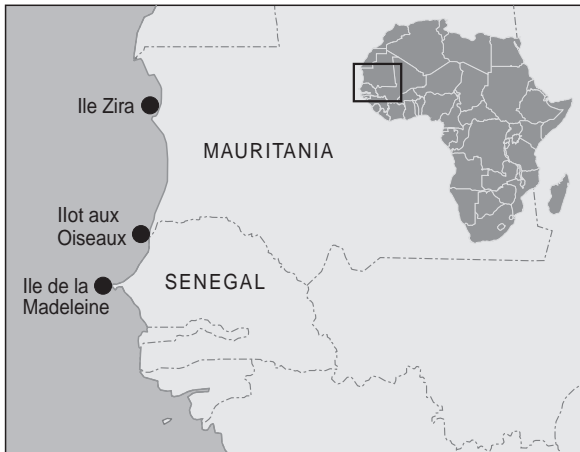 Ile Zira
MAURITANIA
Ilot aux
Oiseaux
Ile de la
Madeleine
SENEGAL